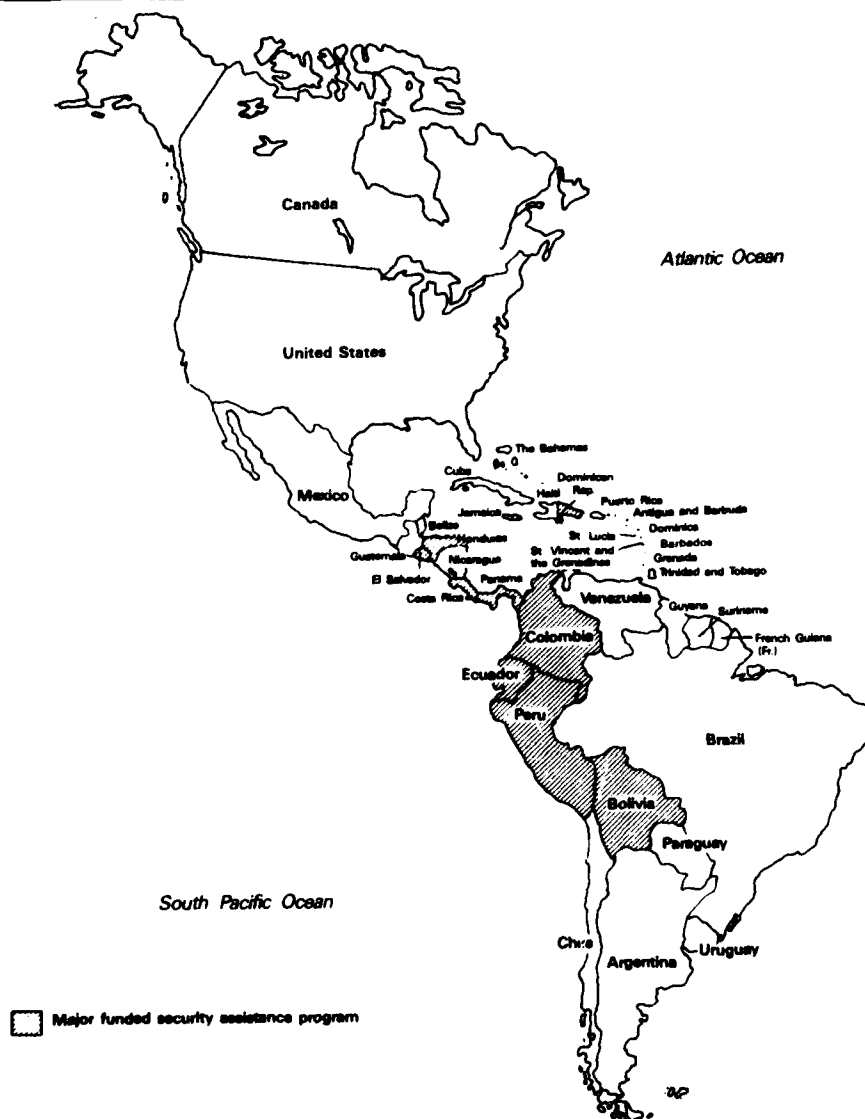 Canada
Atlantic Ocean
United States
The Bahamas
Cuba
Dominican
Rep.
Haiti
Mexico
Puerto Rico
Jamaica
Antigua and Barbuda
Belize
Dominica
St Lucia
Honduras
Barbados
St Vincent and
the Grenadines
Guatemala
Nicaragua
Grenada
El Salvador
Panama
Trinidad and Tobago
Costa Rica
Venezuela
Guyana
Suriname
Colombia
French Guiana
(Fr.)
Ecuador
Peru
Brazil
Bolivia
Paraguay
South Pacific Ocean
Chile
Uruguay
Argentina
Major funded security assistance program